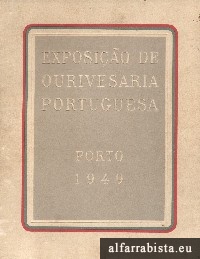 EXPOSIÇÃO DE
OURIVESARIA
PORTUGUESA
PORTO
1949
alfarrabista.eu